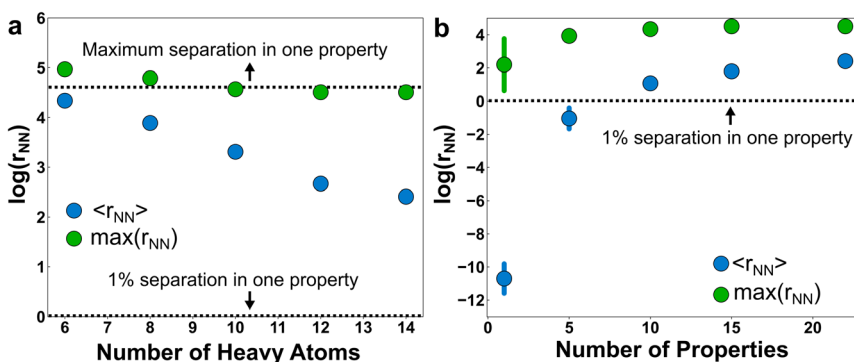 a
6
5
4
3
2
1
0
log(r_NN)
Maximum separation in one property
<r_NN>
max(r_NN)
1% separation in one property
6 7 8 9 10 11 12 13 14
Number of Heavy Atoms
b
4
2
0
−2
−4
−6
−8
−10
−12
log(r_NN)
1% separation in one property
<r_NN>
max(r_NN)
0 5 10 15 20
Number of Properties